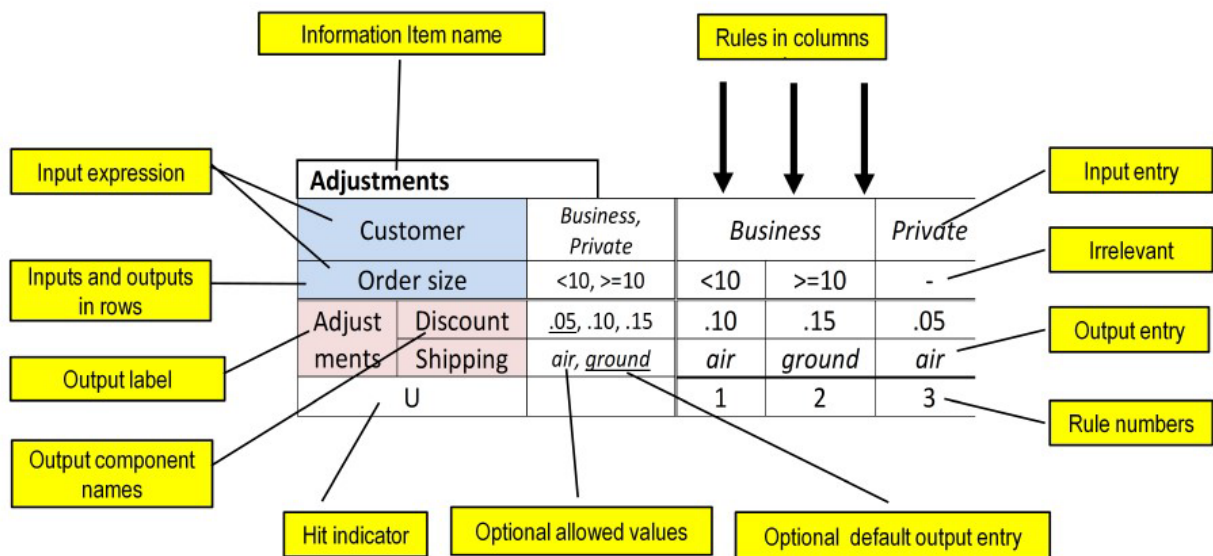 Information Item name
Rules in columns
Input expression
Input entry
Adjustments
Customer
Business,
Private
Business
Private
Irrelevant
Inputs and outputs
in rows
Order size
<10, >=10
<10
>=10
-
Adjust
ments
Discount
.05, .10, .15
.10
.15
.05
Output entry
Output label
Shipping
air, ground
air
ground
air
U
1
2
3
Rule numbers
Output component
names
Hit indicator
Optional allowed values
Optional default output entry